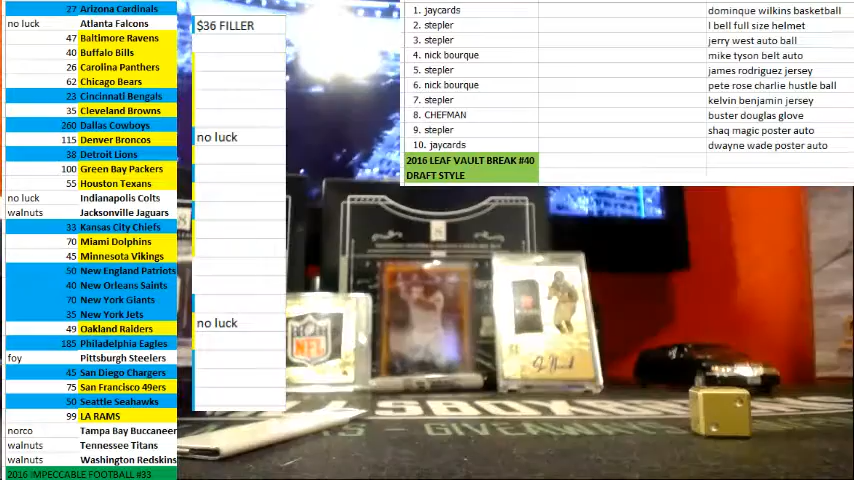 27 Arizona Cardinals
no luck Atlanta Falcons
47 Baltimore Ravens
40 Buffalo Bills
26 Carolina Panthers
62 Chicago Bears
23 Cincinnati Bengals
35 Cleveland Browns
260 Dallas Cowboys
115 Denver Broncos
38 Detroit Lions
100 Green Bay Packers
55 Houston Texans
no luck Indianapolis Colts
walnuts Jacksonville Jaguars
33 Kansas City Chiefs
70 Miami Dolphins
45 Minnesota Vikings
50 New England Patriots
40 New Orleans Saints
70 New York Giants
35 New York Jets
49 Oakland Raiders
185 Philadelphia Eagles
foy Pittsburgh Steelers
45 San Diego Chargers
75 San Francisco 49ers
50 Seattle Seahawks
99 LA RAMS
norco Tampa Bay Buccaneer
walnuts Tennessee Titans
walnuts Washington Redskins
2016 IMPECCABLE FOOTBALL #33
$36 FILLER
no luck
no luck
1. jaycards dominque wilkins basketball
2. stepler l bell full size helmet
3. stepler jerry west auto ball
4. nick bourque mike tyson belt auto
5. stepler james rodriguez jersey
6. nick bourque pete rose charlie hustle ball
7. stepler kelvin benjamin jersey
8. CHEFMAN buster douglas glove
9. stepler shaq magic poster auto
10. jaycards dwayne wade poster auto
2016 LEAF VAULT BREAK #40
DRAFT STYLE
8
NFL
GIVEAWAYS